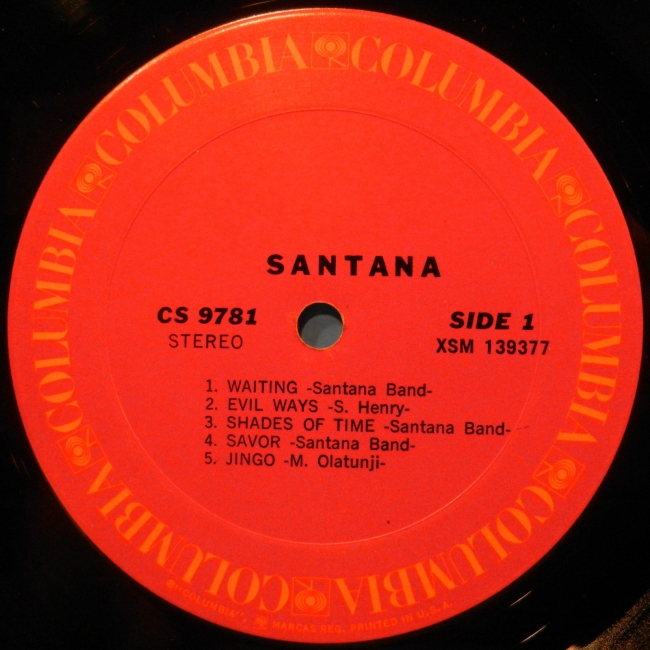 COLUMBIA COLUMBIA COLUMBIA COLUMBIA COLUMBIA COLUMBIA COLUMBIA
SANTANA
CS 9781
STEREO
SIDE 1
XSM 139377
1. WAITING -Santana Band-
2. EVIL WAYS -S. Henry-
3. SHADES OF TIME -Santana Band-
4. SAVOR -Santana Band-
5. JINGO -M. Olatunji-
® "COLUMBIA", MARCAS REG. PRINTED IN U.S.A.